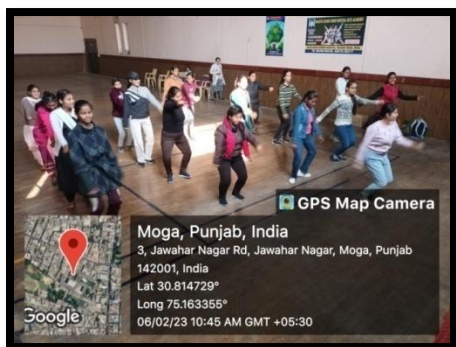 GPS Map Camera
Moga, Punjab, India
3, Jawahar Nagar Rd, Jawahar Nagar, Moga, Punjab
142001, India
Lat 30.814729°
Long 75.163355°
06/02/23 10:45 AM GMT +05:30
Google